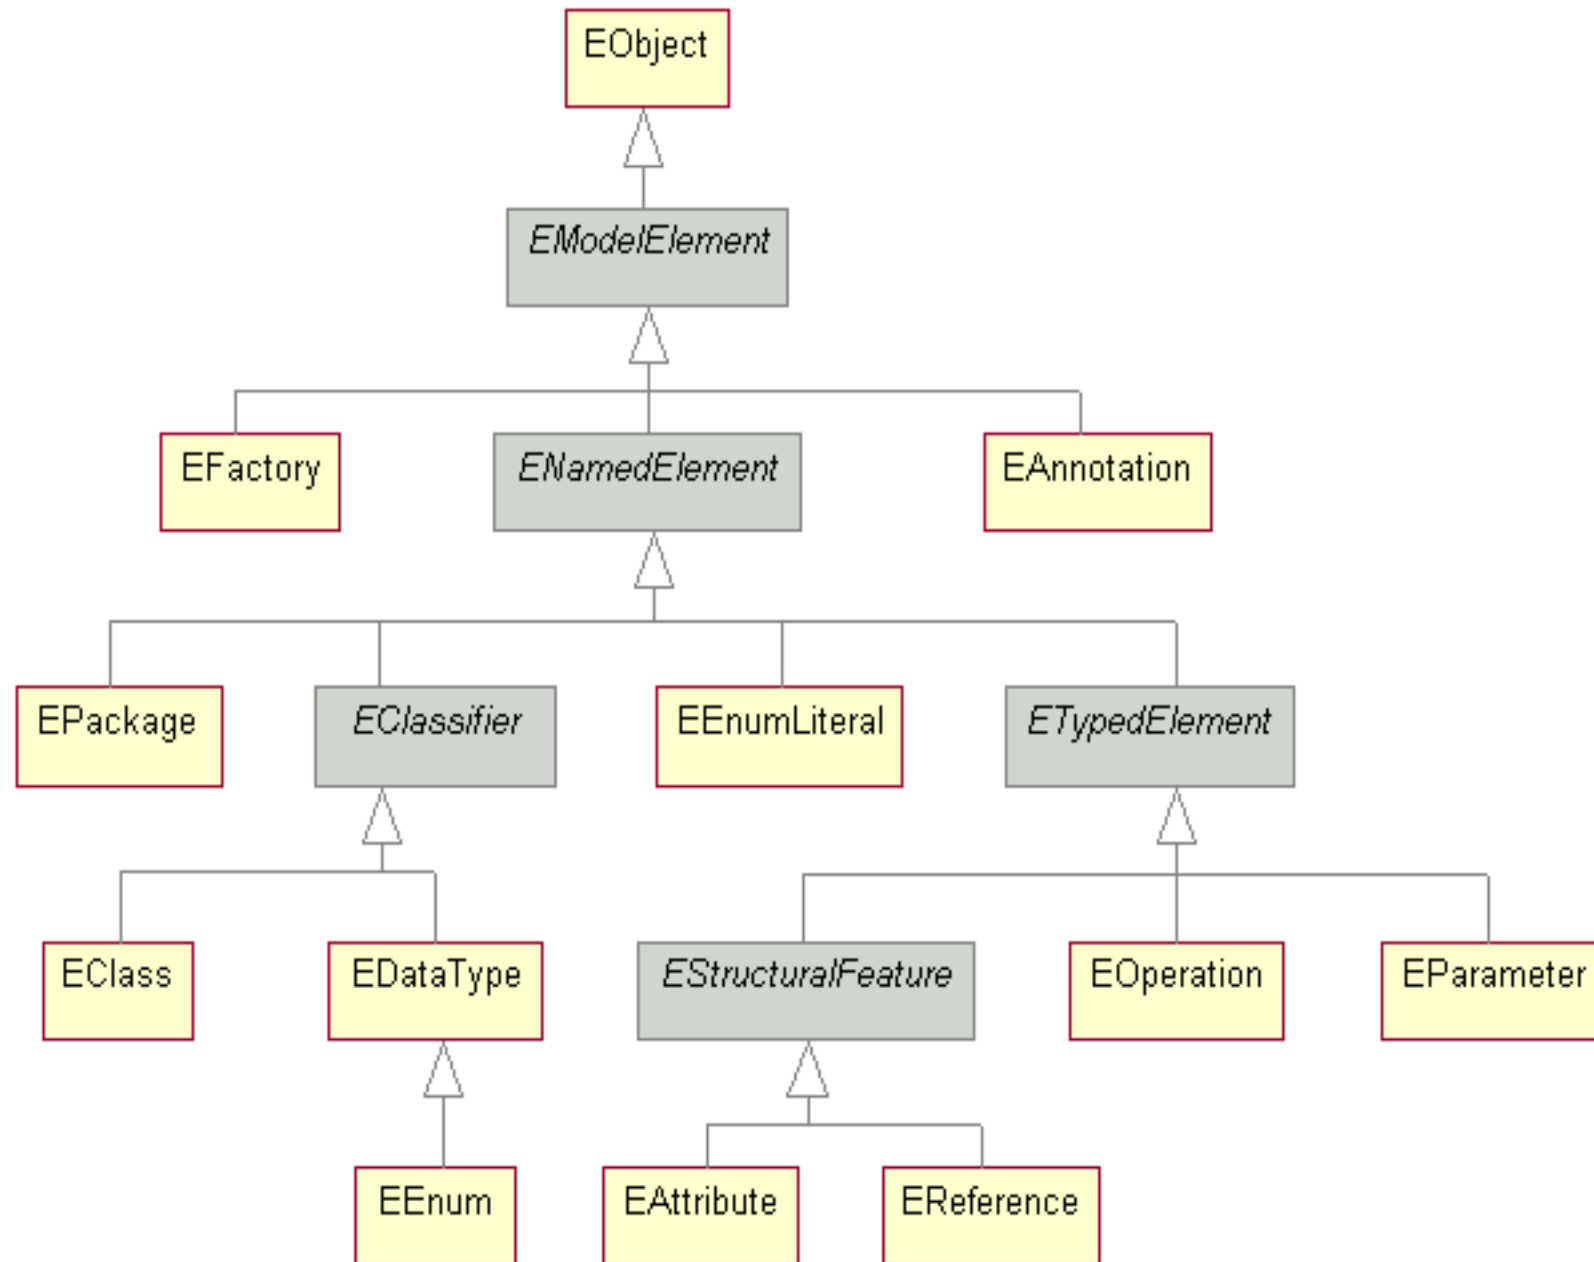 EObject
EModelElement
EFactory
ENamedElement
EAnnotation
EPackage
EClassifier
EEnumLiteral
ETypedElement
EClass
EDataType
EStructuralFeature
EOperation
EParameter
EEnum
EAttribute
EReference